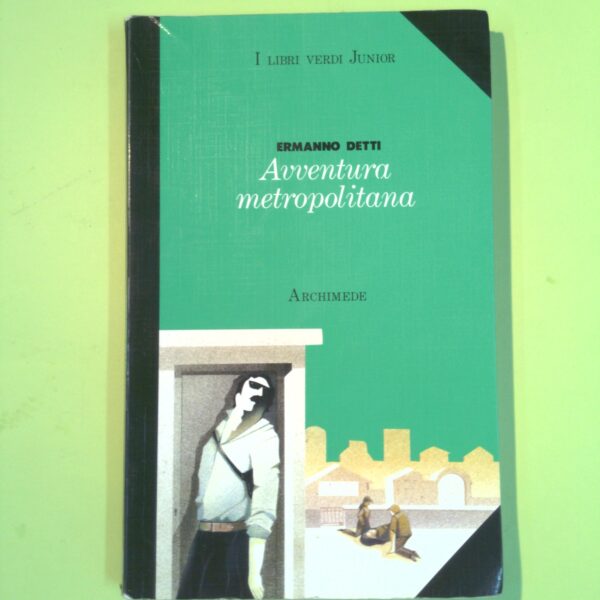 I LIBRI VERDI JUNIOR
ERMANNO DETTI
Avventura
metropolitana
ARCHIMEDE